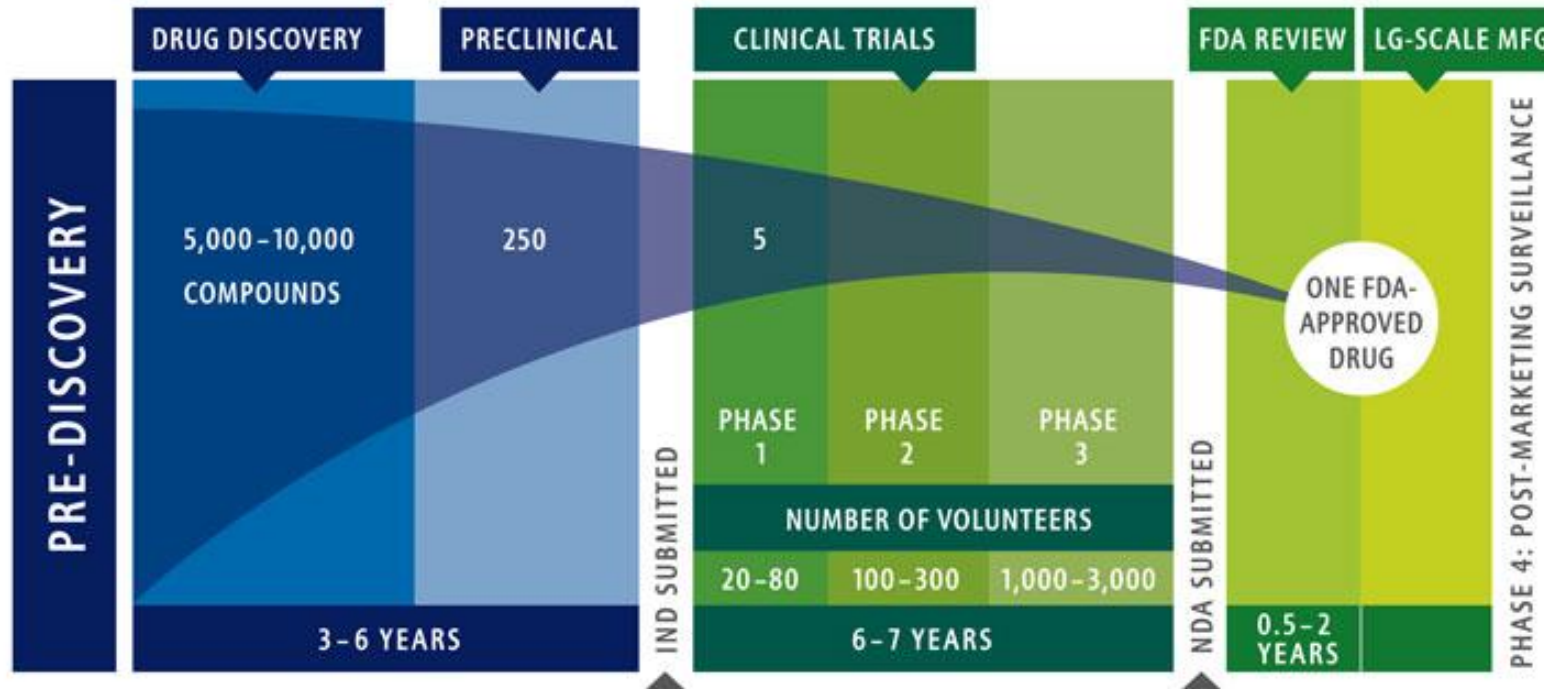 DRUG DISCOVERY
PRECLINICAL
CLINICAL TRIALS
FDA REVIEW
LG-SCALE MFG
PRE-DISCOVERY
5,000–10,000
COMPOUNDS
250
5
ONE FDA-
APPROVED
DRUG
PHASE
1
PHASE
2
PHASE
3
NUMBER OF VOLUNTEERS
20–80
100–300
1,000–3,000
3–6 YEARS
IND SUBMITTED
6–7 YEARS
NDA SUBMITTED
0.5–2
YEARS
PHASE 4: POST-MARKETING SURVEILLANCE